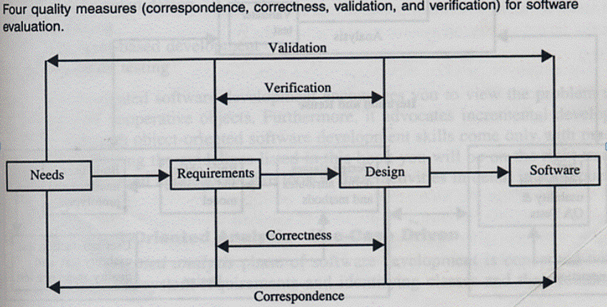 Four quality measures (correspondence, correctness, validation, and verification) for software
evaluation.
Validation
Verification
Needs
Requirements
Design
Software
Correctness
Correspondence